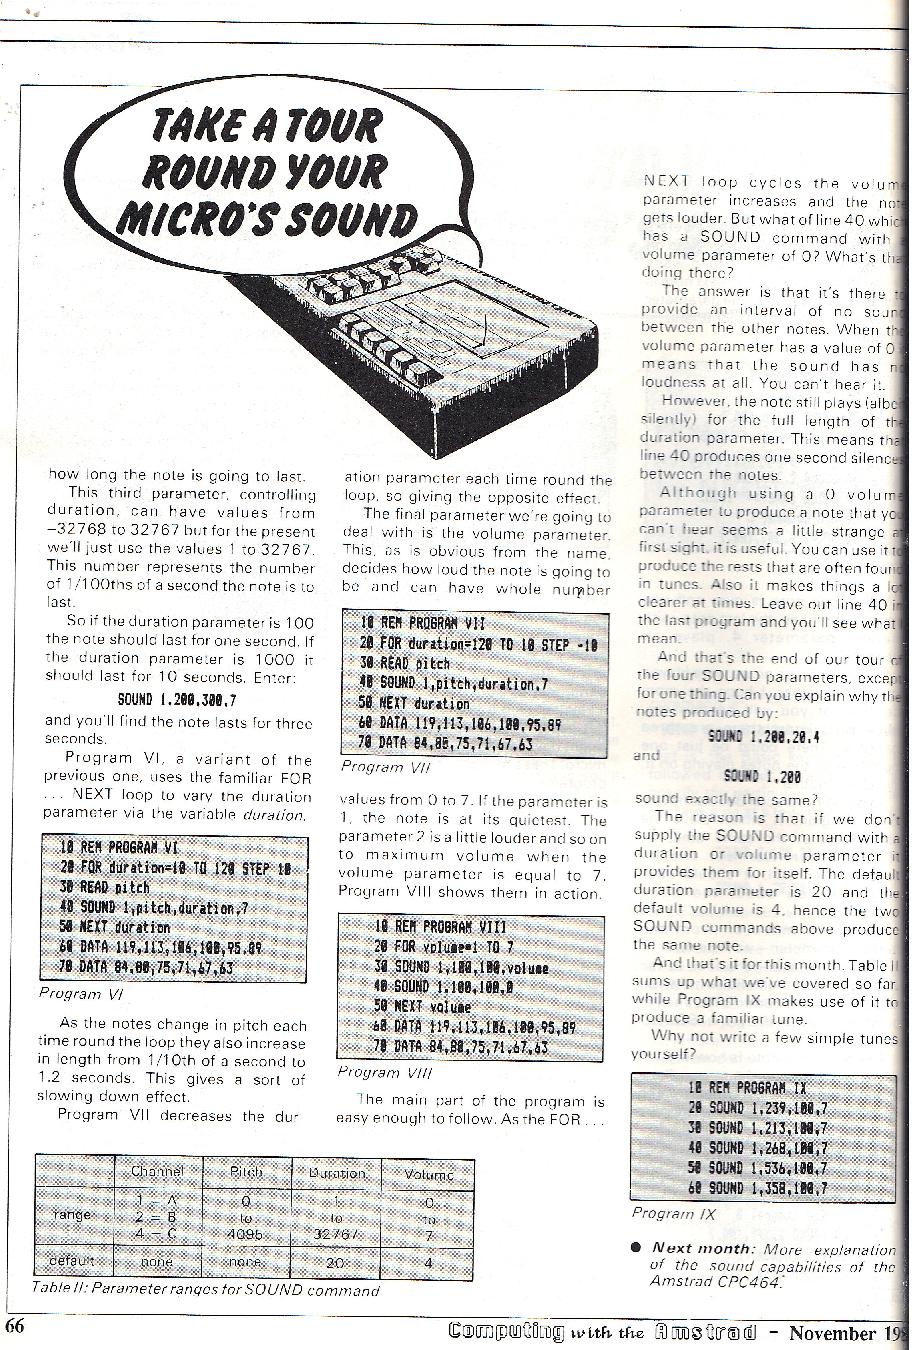 TAKE A TOUR
ROUND YOUR
MICRO'S SOUND
how long the note is going to last.
This third parameter, controlling
duration, can have values from
–32768 to 32767 but for the present
we'll just use the values 1 to 32767.
This number represents the number
of 1/100ths of a second the note is to
last.
So if the duration parameter is 100
the note should last for one second. If
the duration parameter is 1000 it
should last for 10 seconds. Enter:
SOUND 1,200,300,7
and you'll find the note lasts for three
seconds.
Program VI, a variant of the
previous one, uses the familiar FOR
... NEXT loop to vary the duration
parameter via the variable duration.
10 REM PROGRAM VI
20 FOR duration=10 TO 120 STEP 10
30 READ pitch
40 SOUND 1,pitch,duration,7
50 NEXT duration
60 DATA 119,113,106,100,95,89
70 DATA 84,80,75,71,67,63
Program VI
As the notes change in pitch each
time round the loop they also increase
in length from 1/10th of a second to
1.2 seconds. This gives a sort of
slowing down effect.
Program VII decreases the dur-
ation parameter each time round the
loop, so giving the opposite effect.
The final parameter we're going to
deal with is the volume parameter.
This, as is obvious from the name,
decides how loud the note is going to
be and can have whole number
10 REM PROGRAM VII
20 FOR duration=120 TO 10 STEP -10
30 READ pitch
40 SOUND 1,pitch,duration,7
50 NEXT duration
60 DATA 119,113,106,100,95,89
70 DATA 84,80,75,71,67,63
Program VII
values from 0 to 7. If the parameter is
1, the note is at its quietest. The
parameter 2 is a little louder and so on
to maximum volume when the
volume parameter is equal to 7.
Program VIII shows them in action.
10 REM PROGRAM VIII
20 FOR volume=1 TO 7
30 SOUND 1,100,100,volume
40 SOUND 1,100,100,0
50 NEXT volume
60 DATA 119,113,106,100,95,89
70 DATA 84,80,75,71,67,63
Program VIII
The main part of the program is
easy enough to follow. As the FOR ...
NEXT loop cycles the volum
parameter increases and the not
gets louder. But what of line 40 whic
has a SOUND command with a
volume parameter of 0? What's tha
doing there?
The answer is that it's there t
provide an interval of no soun
between the other notes. When th
volume parameter has a value of 0
means that the sound has n
loudness at all. You can't hear it.
However, the note still plays (albe
silently) for the full length of th
duration parameter. This means tha
line 40 produces one second silence
between the notes.
Although using a 0 volum
parameter to produce a note that you
can't hear seems a little strange a
first sight, it is useful. You can use it t
produce the rests that are often foun
in tunes. Also it makes things a lo
clearer at times. Leave out line 40 i
the last program and you'll see what
mean.
And that's the end of our tour o
the four SOUND parameters, excep
for one thing. Can you explain why th
notes produced by:
SOUND 1,200,20,4
and
SOUND 1,200
sound exactly the same?
The reason is that if we don'
supply the SOUND command with a
duration or volume parameter i
provides them for itself. The defaul
duration parameter is 20 and the
default volume is 4, hence the two
SOUND commands above produce
the same note.
And that's it for this month. Table II
sums up what we've covered so far
while Program IX makes use of it to
produce a familiar tune.
Why not write a few simple tunes
yourself?
10 REM PROGRAM IX
20 SOUND 1,239,100,7
30 SOUND 1,213,100,7
40 SOUND 1,268,100,7
50 SOUND 1,536,100,7
60 SOUND 1,358,100,7
Program IX
● Next month: More explanation
of the sound capabilities of the
Amstrad CPC464.
Channel Pitch Duration Volume
range 1 = A 2 = B 4 = C 0 to 4095 1 to 32767 0 to 7
default none none 20 4
Table II: Parameter ranges for SOUND command
66
Computing with the Amstrad – November 19